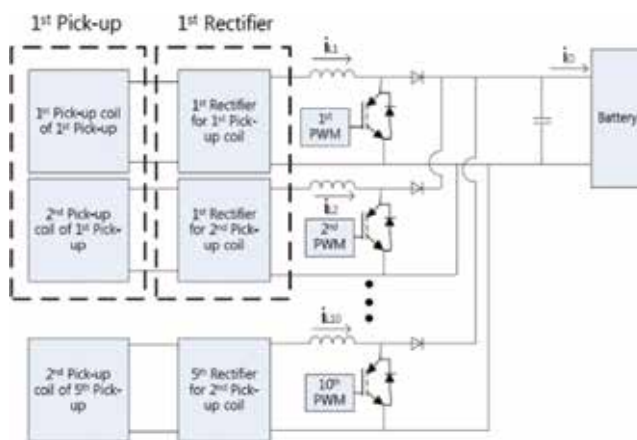 1st Pick-up
1st Rectifier
iL1
iO
1st Pick-up coil
of 1st Pick-up
1st Rectifier
for 1st Pick-
up coil
1st
PWM
Battery
2nd Pick-up
coil of 1st Pick-
up
1st Rectifier
for 2nd Pick-
up coil
iL2
2nd
PWM
iL10
2nd Pick-up
coil of 5th Pick-
up
5th Rectifier
for 2nd Pick-
up coil
10th
PWM